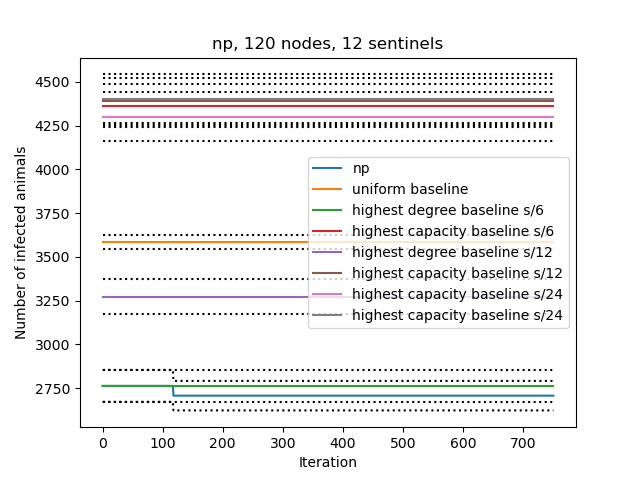 np, 120 nodes, 12 sentinels
Number of infected animals
4500
4250
4000
3750
3500
3250
3000
2750
np
uniform baseline
highest degree baseline s/6
highest capacity baseline s/6
highest degree baseline s/12
highest capacity baseline s/12
highest capacity baseline s/24
highest capacity baseline s/24
0 100 200 300 400 500 600 700
Iteration